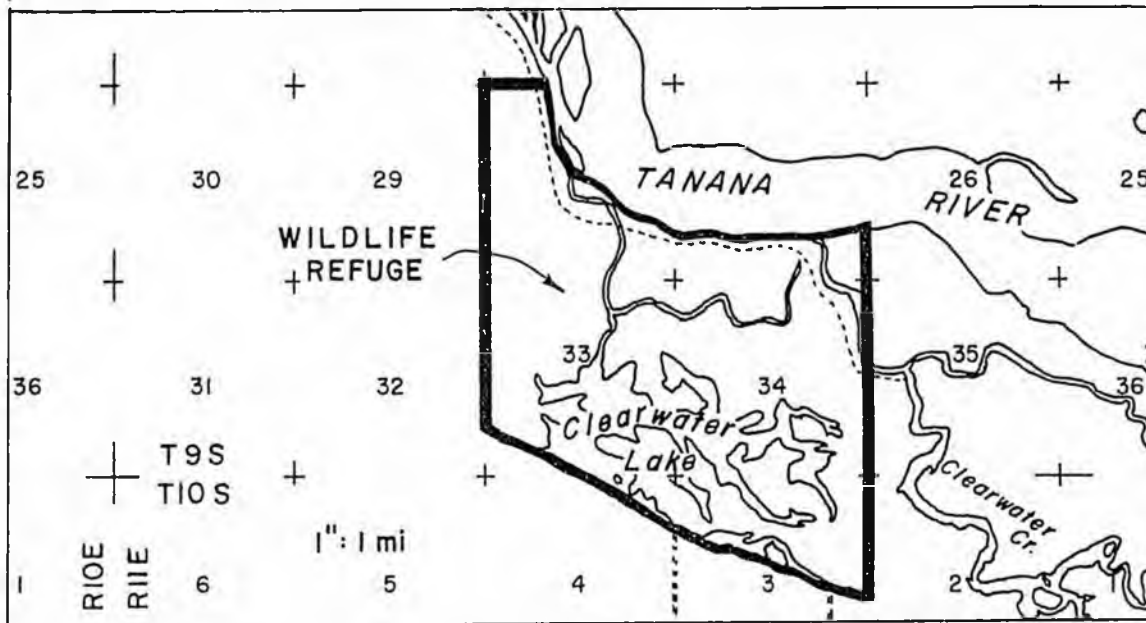 25 30 29 TANANA 26 25
RIVER
WILDLIFE
REFUGE
33 35
36 31 32 34 36
Clearwater
Lake
T9S
T10S
Clearwater
Cr.
1": 1 mi
R10E
R11E
1 6 5 4 3 2